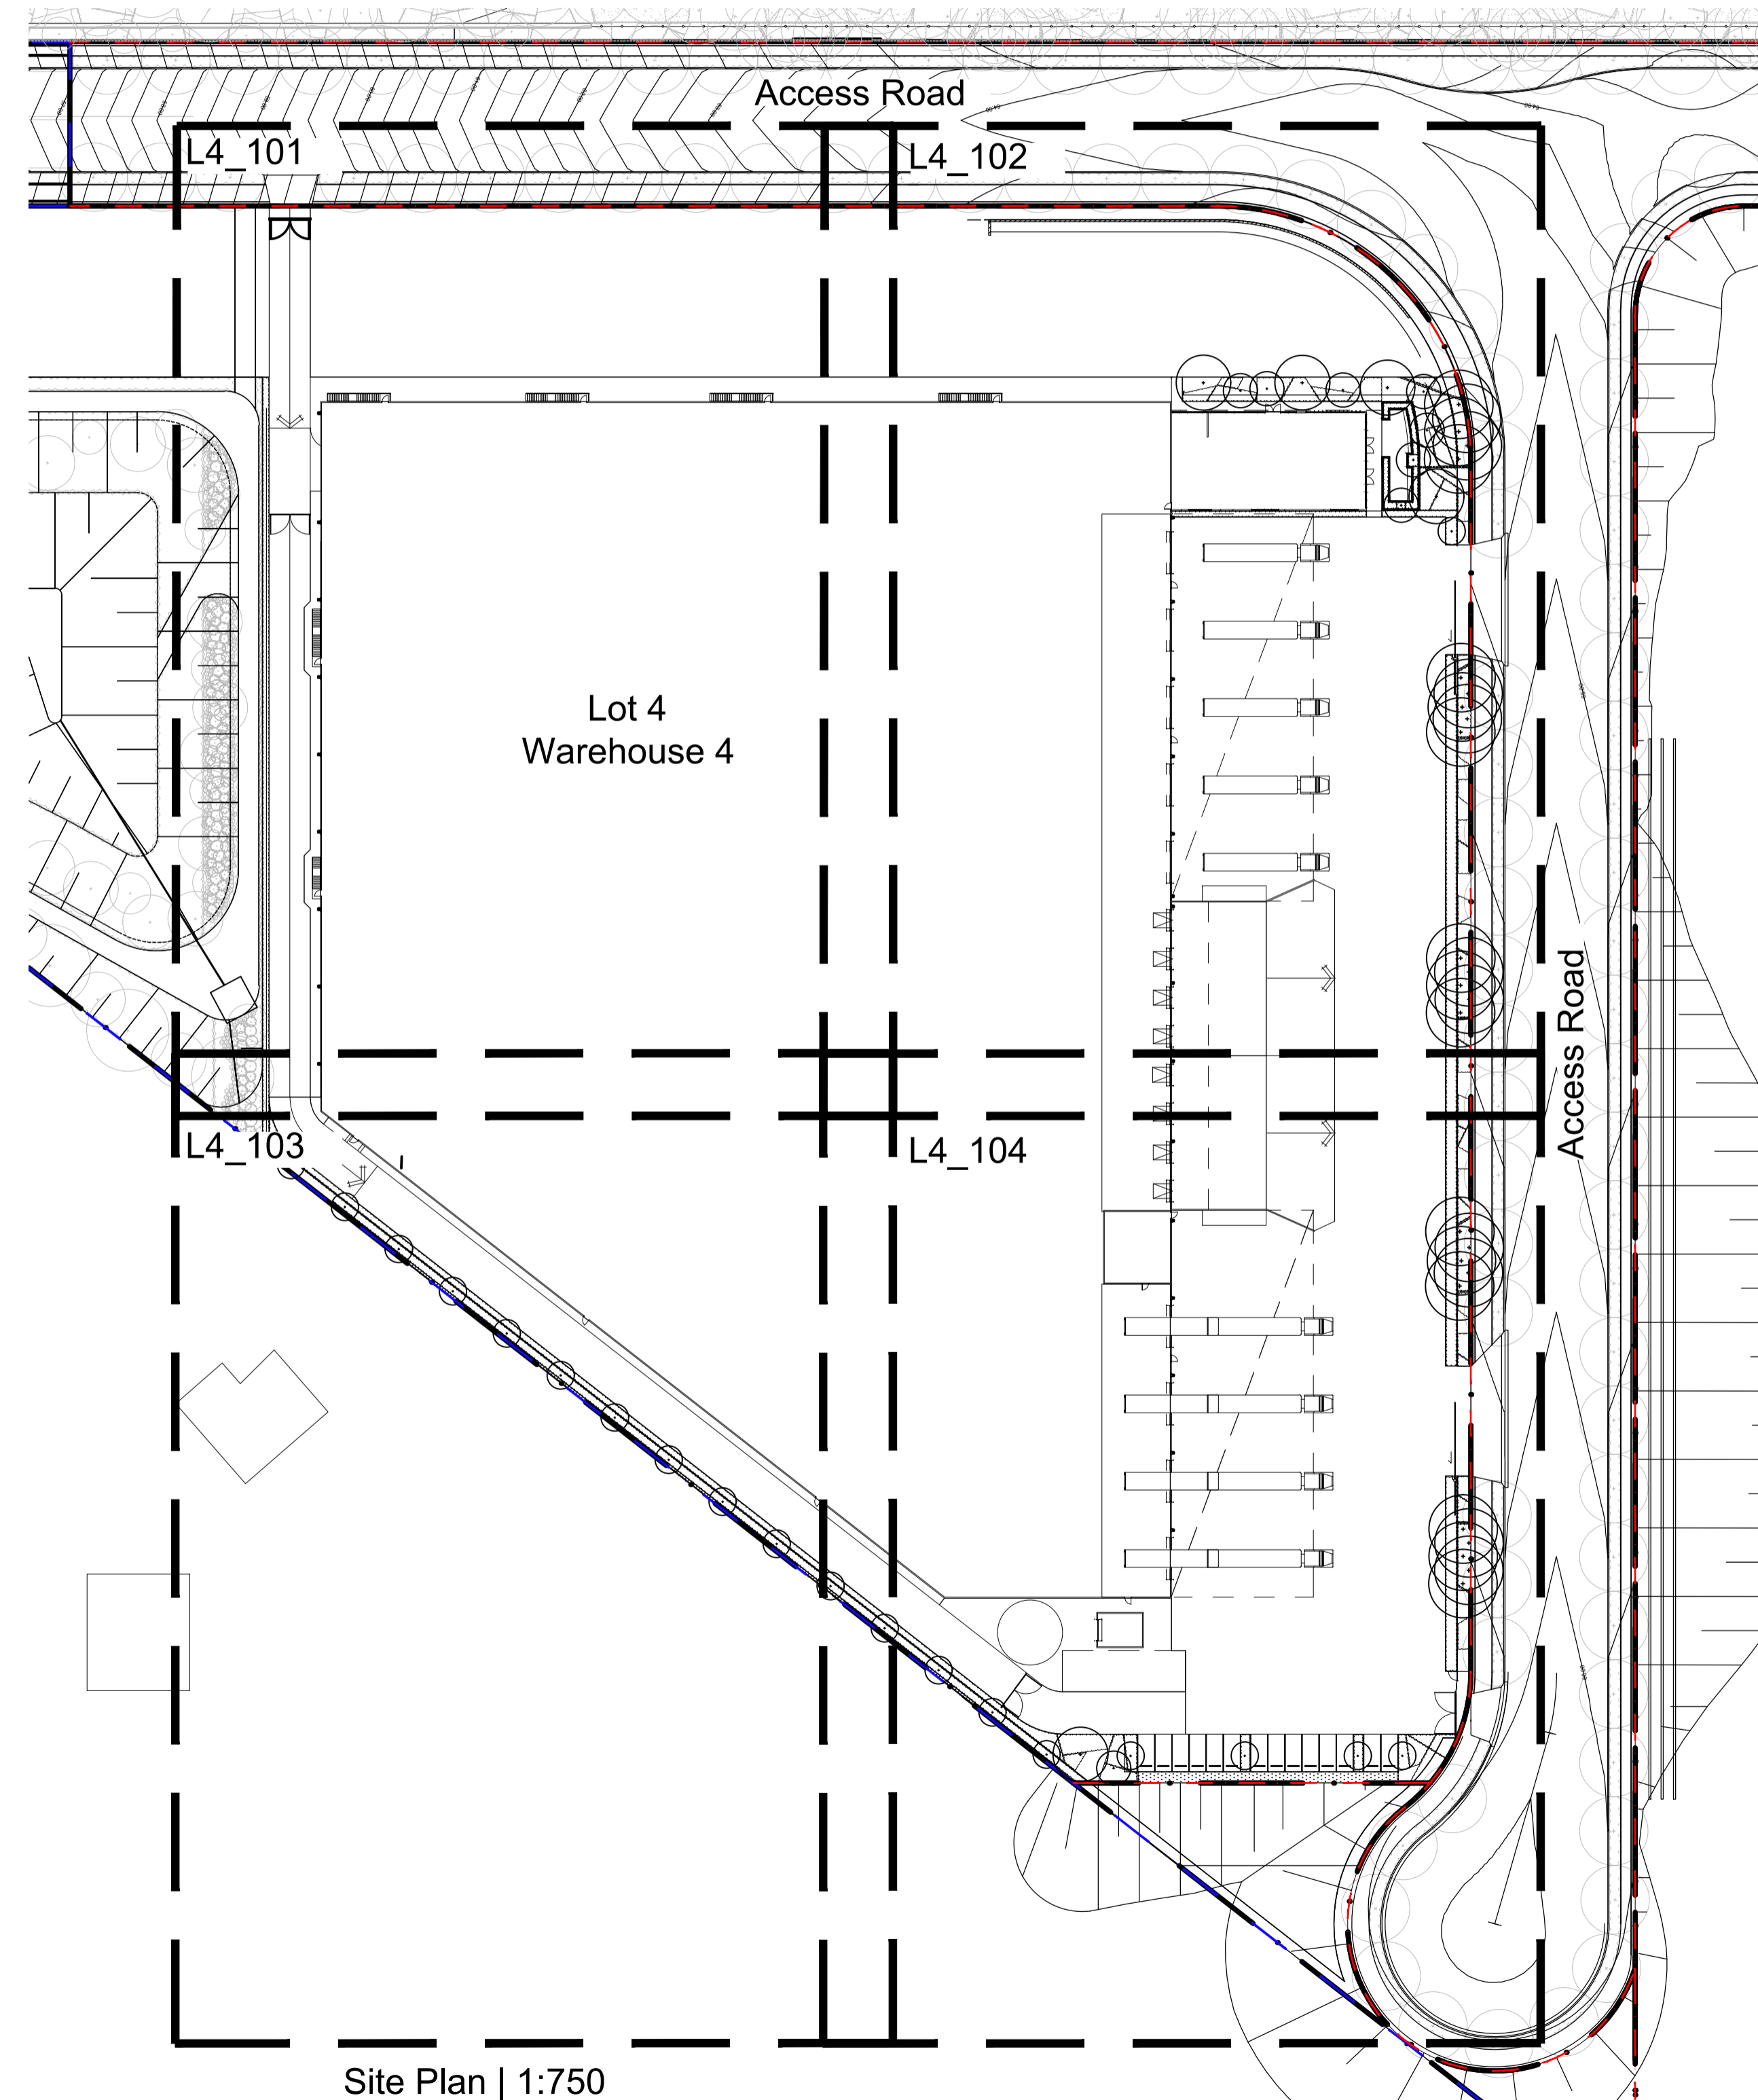 Access Road
L4_101
L4_102
Lot 4
Warehouse 4
Access Road
L4_103
L4_104
Site Plan | 1:750